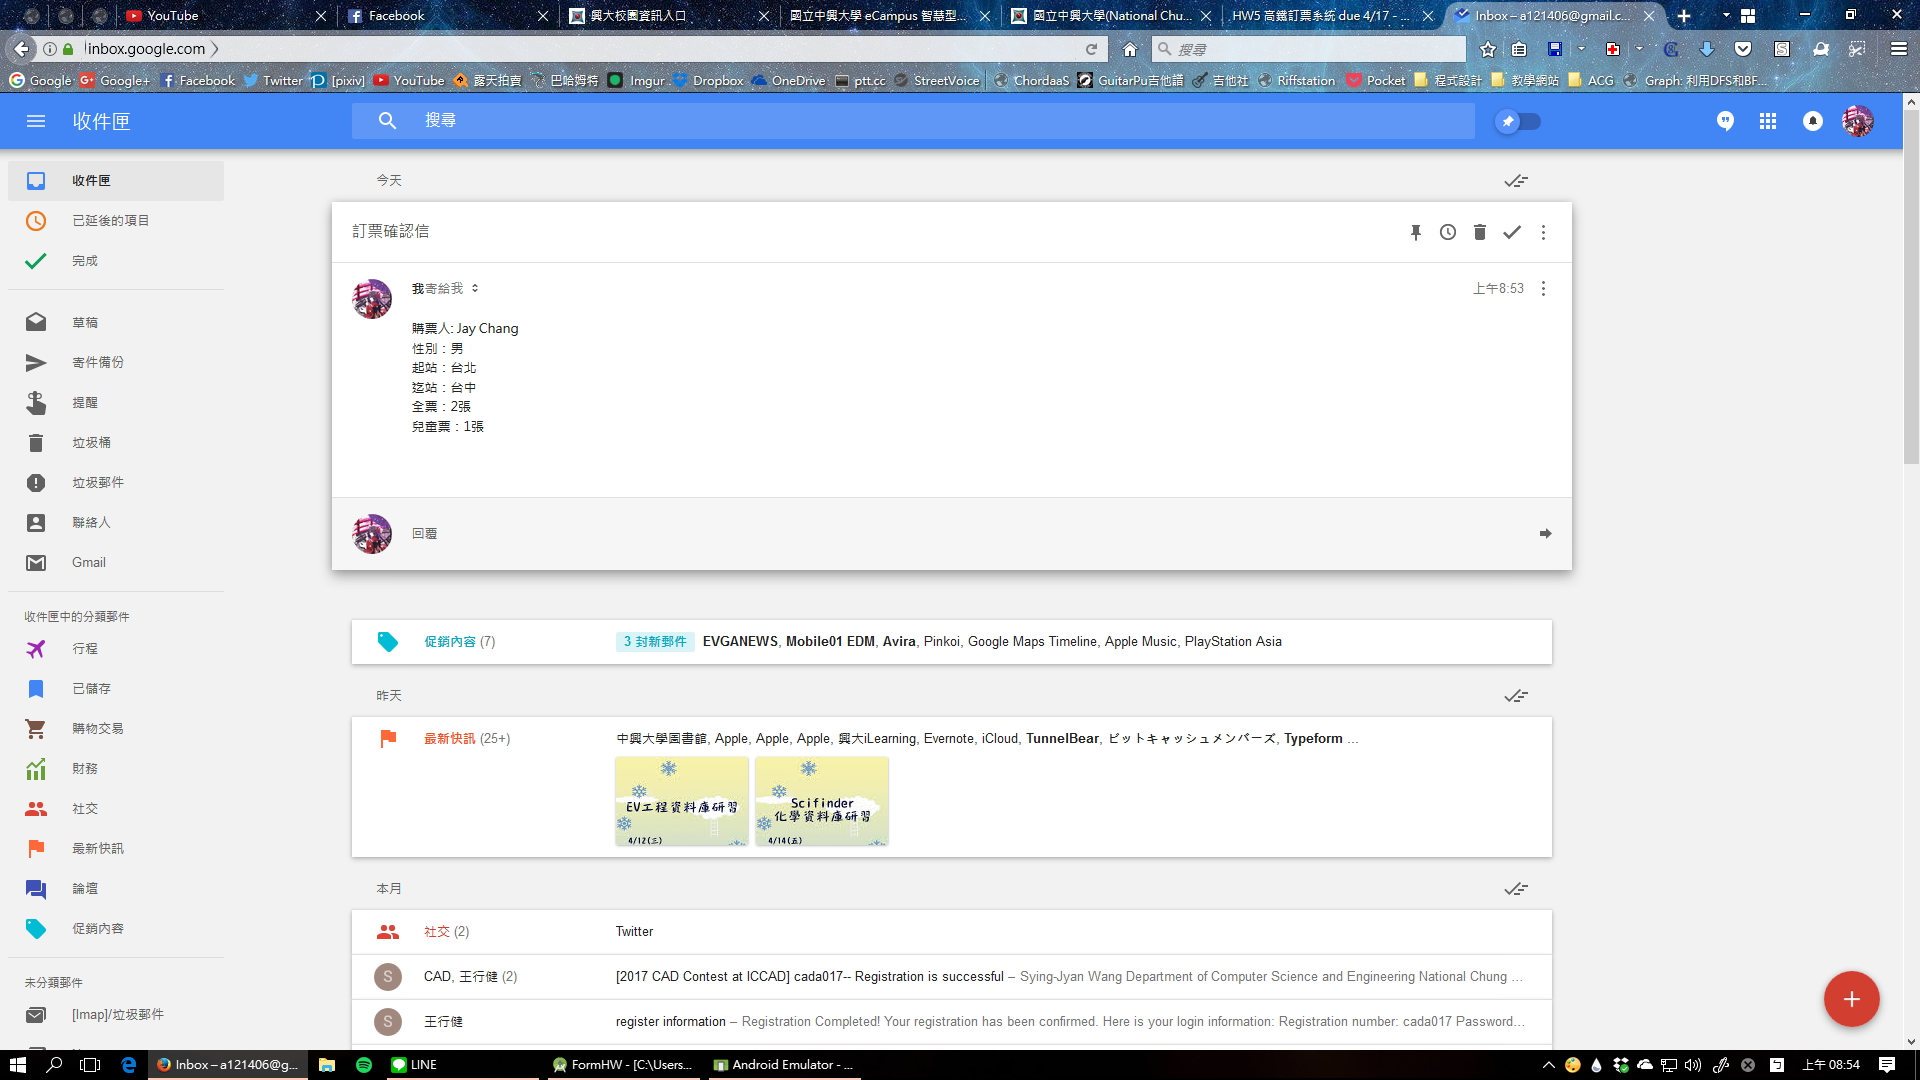 YouTube
Facebook
興大校園資訊入口
國立中興大學 eCampus 智慧型...
國立中興大學(National Chu...
HW5 高鐵訂票系統 due 4/17 - ...
Inbox – a121406@gmail.c...
inbox.google.com
搜尋
Google
Google+
Facebook
Twitter
[pixiv]
YouTube
露天拍賣
巴哈姆特
Imgur
Dropbox
OneDrive
ptt.cc
StreetVoice
ChordaaS
GuitarPu吉他譜
吉他社
Riffstation
Pocket
程式設計
教學網站
ACG
Graph: 利用DFS和BF...
收件匣
搜尋
收件匣
已延後的項目
完成
草稿
寄件備份
提醒
垃圾桶
垃圾郵件
聯絡人
Gmail
收件匣中的分類郵件
行程
已儲存
購物交易
財務
社交
最新快訊
論壇
促銷內容
未分類郵件
[Imap]/垃圾郵件
今天
訂票確認信
我寄給我
上午8:53
購票人: Jay Chang
性別：男
起站：台北
迄站：台中
全票：2張
兒童票：1張
回覆
促銷內容 (7)
3 封新郵件 EVGANEWS, Mobile01 EDM, Avira, Pinkoi, Google Maps Timeline, Apple Music, PlayStation Asia
昨天
最新快訊 (25+)
中興大學圖書館, Apple, Apple, Apple, 興大iLearning, Evernote, iCloud, TunnelBear, ビットキャッシュメンバーズ, Typeform ...
EV工程資料庫研習
4/12(三)
Scifinder
化學資料庫研習
4/14(五)
本月
社交 (2)
Twitter
S
CAD, 王行健 (2)
[2017 CAD Contest at ICCAD] cada017-- Registration is successful – Sying-Jyan Wang Department of Computer Science and Engineering National Chung ...
S
王行健
register information – Registration Completed! Your registration has been confirmed. Here is your login information: Registration number: cada017 Password...
Inbox – a121406@g...
LINE
FormHW - [C:\Users...
Android Emulator - ...
上午 08:54